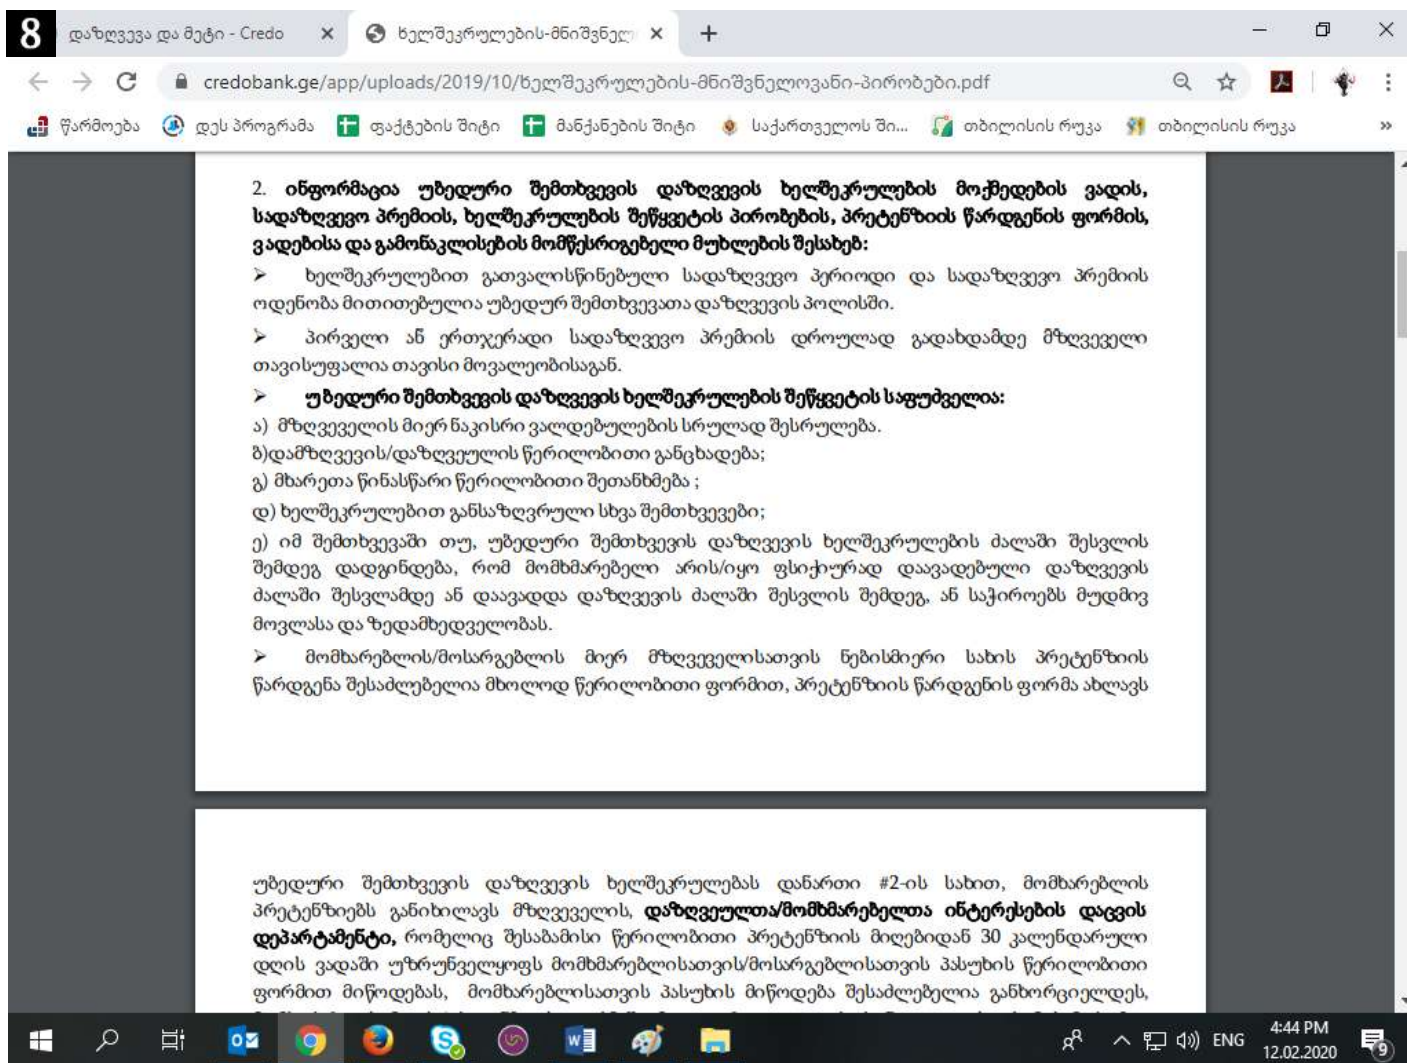 8
დაზღვევა და მეტი - Credo
ხელშეკრულების-მნიშვნელ
credobank.ge/app/uploads/2019/10/ხელშეკრულების-მნიშვნელოვანი-პირობები.pdf
წარმოება დეს პროგრამა ფაქტების შიტი მანქანების შიტი საქართველოს ში... თბილისის რუკა თბილისის რუკა »
2. ინფორმაცია უბედური შემთხვევის დაზღვევის ხელშეკრულების მოქმედების ვადის,
სადაზღვევო პრემიის, ხელშეკრულების შეწყვეტის პირობების, პრეტენზიის წარდგენის ფორმის,
ვადებისა და გამონაკლისების მომწესრიგებელი მუხლების შესახებ:
➢ ხელშეკრულებით გათვალისწინებული სადაზღვევო პერიოდი და სადაზღვევო პრემიის
ოდენობა მითითებულია უბედურ შემთხვევათა დაზღვევის პოლისში.
➢ პირველი ან ერთჯერადი სადაზღვევო პრემიის დროულად გადახდამდე მზღვეველი
თავისუფალია თავისი მოვალეობისაგან.
➢ უბედური შემთხვევის დაზღვევის ხელშეკრულების შეწყვეტის საფუძველია:
ა) მზღვეველის მიერ ნაკისრი ვალდებულების სრულად შესრულება.
ბ)დამზღვევის/დაზღვეულის წერილობითი განცხადება;
გ) მხარეთა წინასწარი წერილობითი შეთანხმება ;
დ) ხელშეკრულებით განსაზღვრული სხვა შემთხვევები;
ე) იმ შემთხვევაში თუ, უბედური შემთხვევის დაზღვევის ხელშეკრულების ძალაში შესვლის
შემდეგ დადგინდება, რომ მომხმარებელი არის/იყო ფსიქიურად დაავადებული დაზღვევის
ძალაში შესვლამდე ან დაავადდა დაზღვევის ძალაში შესვლის შემდეგ, ან საჭიროებს მუდმივ
მოვლასა და ზედამხედველობას.
➢ მომხარებლის/მოსარგებლის მიერ მზღვეველისათვის ნებისმიერი სახის პრეტენზიის
წარდგენა შესაძლებელია მხოლოდ წერილობითი ფორმით, პრეტენზიის წარდგენის ფორმა ახლავს
უბედური შემთხვევის დაზღვევის ხელშეკრულებას დანართი #2-ის სახით, მომხარებლის
პრეტენზიებს განიხილავს მზღვეველის, დაზღვეულთა/მომხმარებელთა ინტერესების დაცვის
დეპარტამენტი, რომელიც შესაბამისი წერილობითი პრეტენზიის მიღებიდან 30 კალენდარული
დღის ვადაში უზრუნველყოფს მომხმარებლისათვის/მოსარგებლისათვის პასუხის წერილობითი
ფორმით მიწოდებას, მომხარებლისათვის პასუხის მიწოდება შესაძლებელია განხორციელდეს,
ENG
4:44 PM
12.02.2020
9